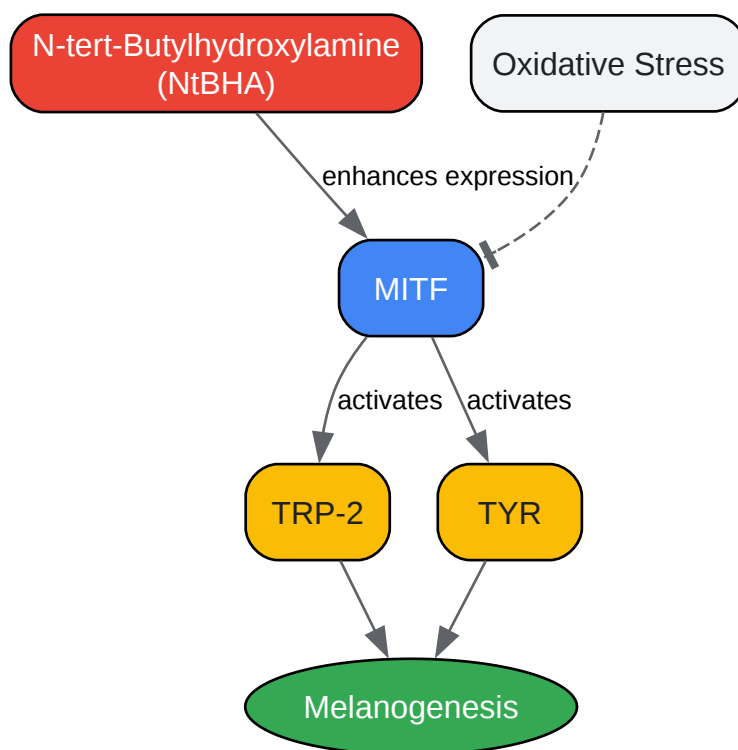 N-tert-Butylhydroxylamine
(NtBHA)
Oxidative Stress
enhances expression
MITF
activates
activates
TRP-2
TYR
Melanogenesis